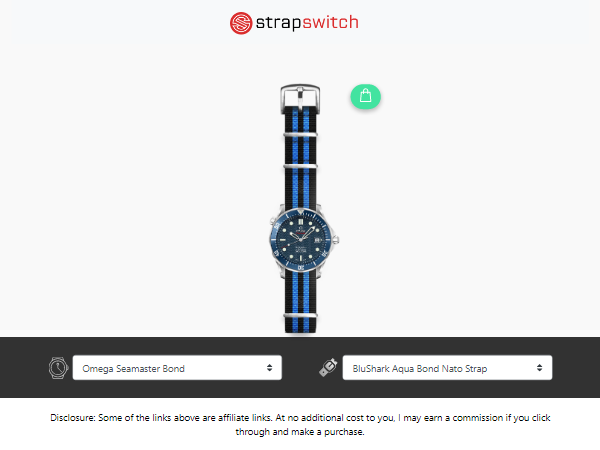 strapswitch
Omega Seamaster Bond
BluShark Aqua Bond Nato Strap
Disclosure: Some of the links above are affiliate links. At no additional cost to you, I may earn a commission if you click
through and make a purchase.